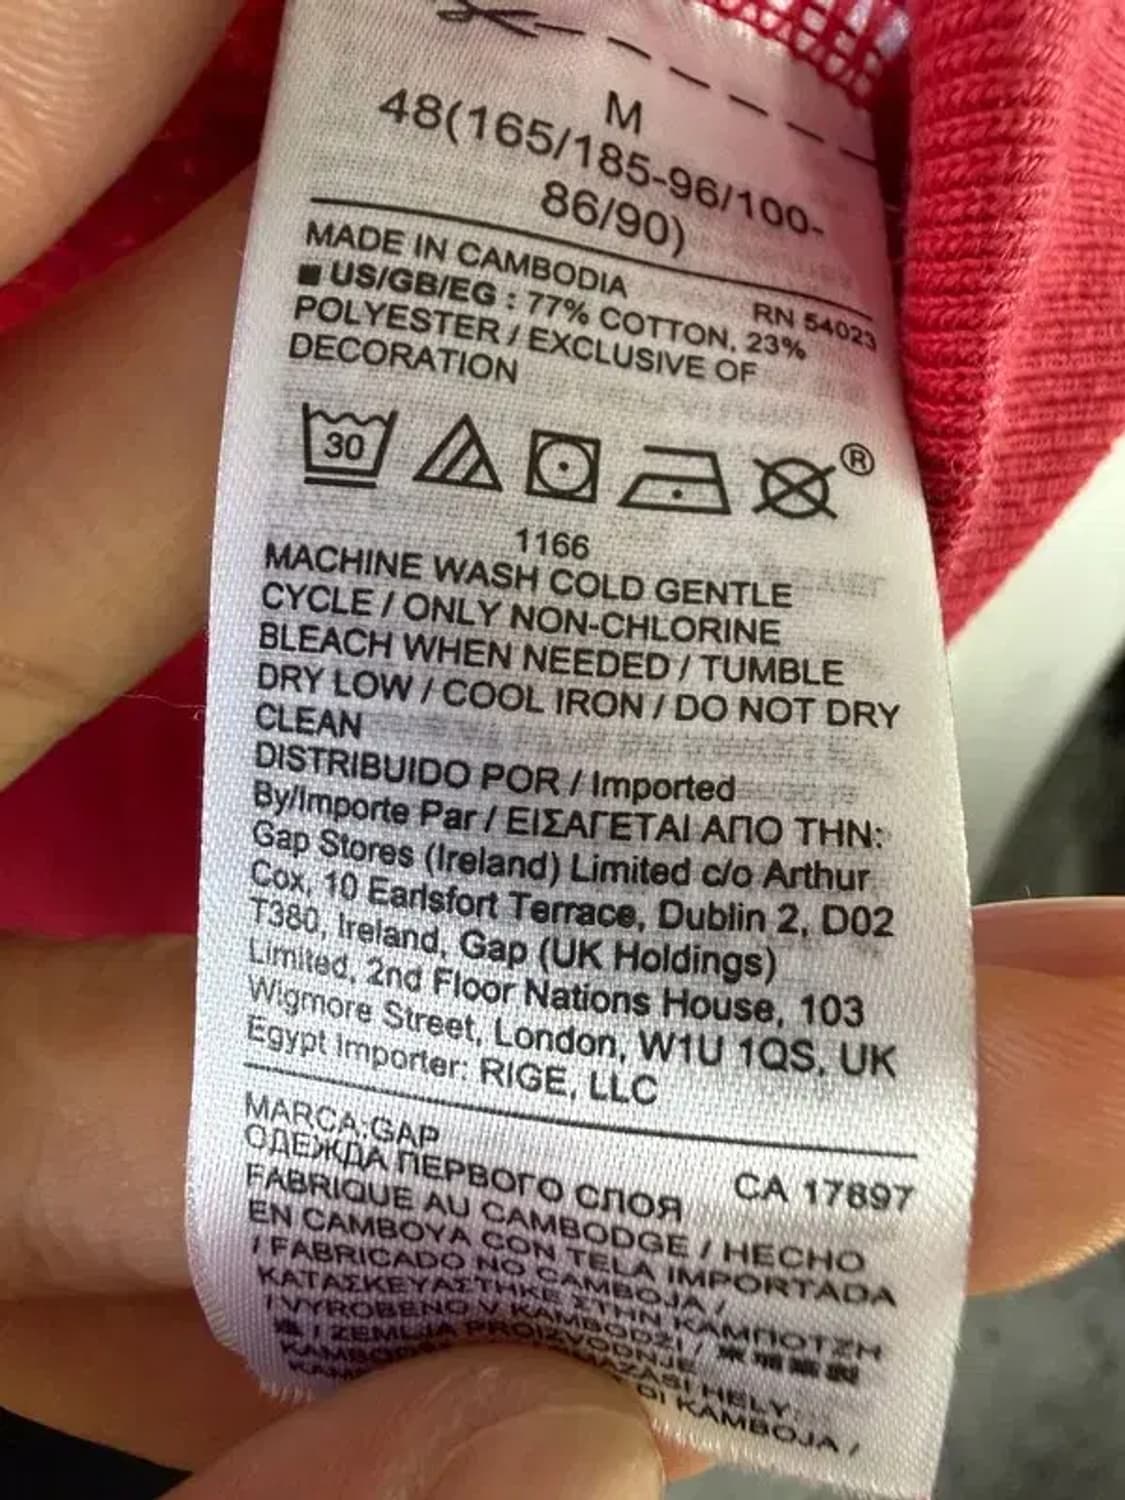 M
48(165/185-96/100-
86/90)
MADE IN CAMBODIA
RN 54023
US/GB/EG : 77% COTTON, 23%
POLYESTER / EXCLUSIVE OF
DECORATION
30
®
1166
MACHINE WASH COLD GENTLE
CYCLE / ONLY NON-CHLORINE
BLEACH WHEN NEEDED / TUMBLE
DRY LOW / COOL IRON / DO NOT DRY
CLEAN
DISTRIBUIDO POR / Imported
By/Importe Par / ΕΙΣΑΓΕΤΑΙ ΑΠΟ ΤΗΝ:
Gap Stores (Ireland) Limited c/o Arthur
Cox, 10 Earlsfort Terrace, Dublin 2, D02
T380, Ireland, Gap (UK Holdings)
Limited, 2nd Floor Nations House, 103
Wigmore Street, London, W1U 1QS, UK
Egypt Importer: RIGE, LLC
MARCA:GAP
CA 17897
ОДЕЖДА ПЕРВОГО СЛОЯ
FABRIQUE AU CAMBODGE / HECHO
EN CAMBOYA CON TELA IMPORTADA
/ FABRICADO NO CAMBOJA /
ΚΑΤΑΣΚΕΥΑΣΤΗΚΕ ΣΤΗΝ ΚΑΜΠΟΤΖΗ
/ VYROBENO V KAMBODŽI /
/ ZEMLJA PROIZVODNJE
HELY
DI KAMBOJA /